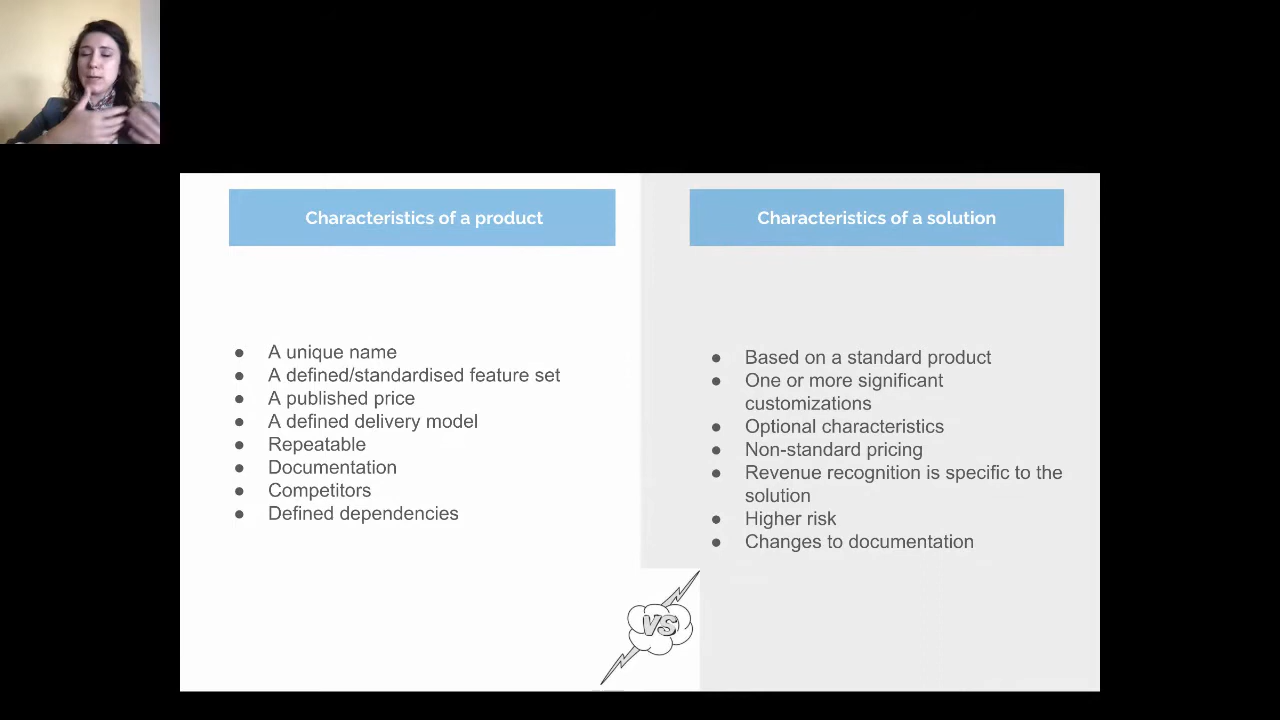 Characteristics of a product
A unique name
A defined/standardised feature set
A published price
A defined delivery model
Repeatable
Documentation
Competitors
Defined dependencies
Characteristics of a solution
Based on a standard product
One or more significant
customizations
Optional characteristics
Non-standard pricing
Revenue recognition is specific to the
solution
Higher risk
Changes to documentation
VS